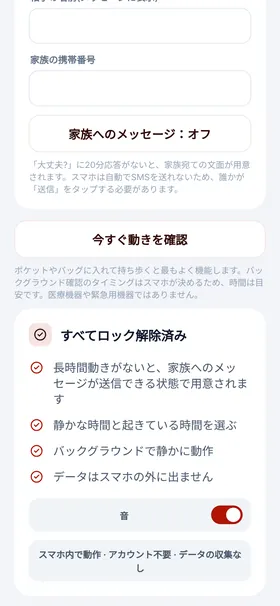 家族の携帯番号
家族へのメッセージ：オフ
「大丈夫?」に20分応答がないと、家族宛ての文面が用意
されます。スマホは自動でSMSを送れないため、誰かが
「送信」をタップする必要があります。
今すぐ動きを確認
ポケットやバッグに入れて持ち歩くと最もよく機能します。バッ
クグラウンド確認のタイミングはスマホが決めるため、時間は目
安です。医療機器や緊急用機器ではありません。
すべてロック解除済み
長時間動きがないと、家族へのメッ
セージが送信できる状態で用意されま
す
静かな時間と起きている時間を選ぶ
バックグラウンドで静かに動作
データはスマホの外に出ません
音
スマホ内で動作 · アカウント不要 · データの収集な
し